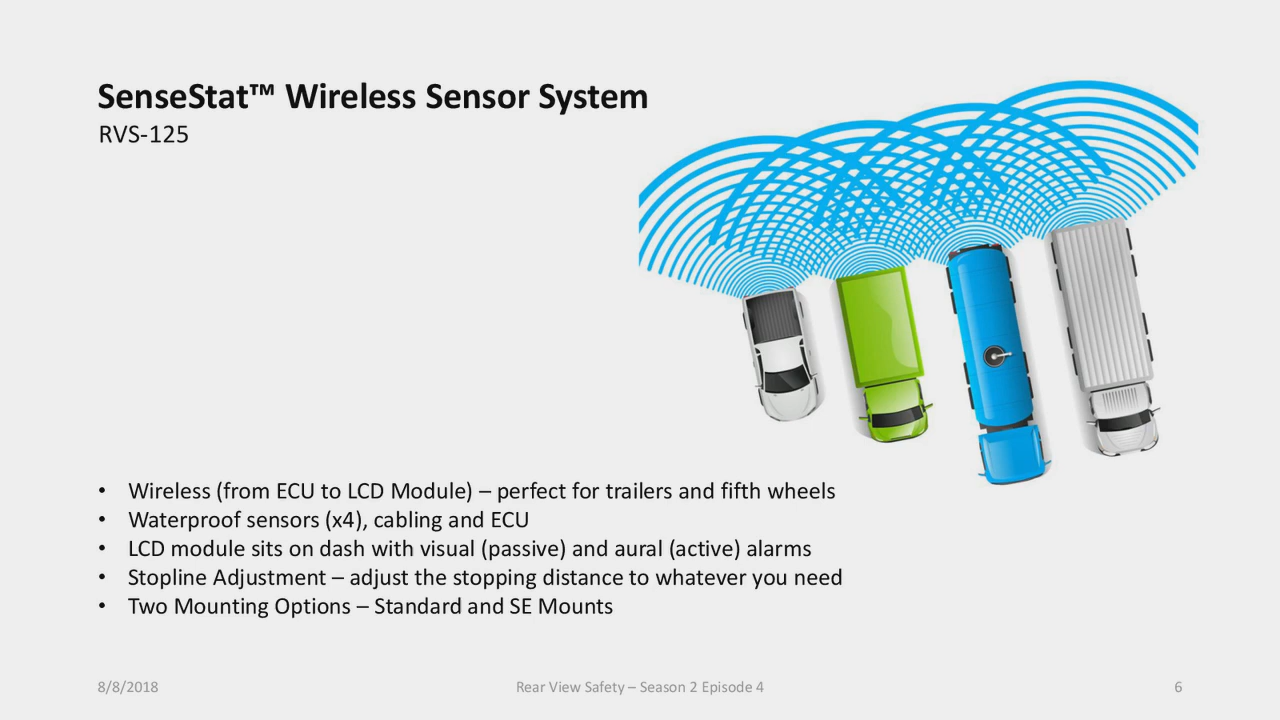 SenseStat™ Wireless Sensor System
RVS-125
• Wireless (from ECU to LCD Module) – perfect for trailers and fifth wheels
• Waterproof sensors (x4), cabling and ECU
• LCD module sits on dash with visual (passive) and aural (active) alarms
• Stopline Adjustment – adjust the stopping distance to whatever you need
• Two Mounting Options – Standard and SE Mounts
8/8/2018
Rear View Safety – Season 2 Episode 4
6